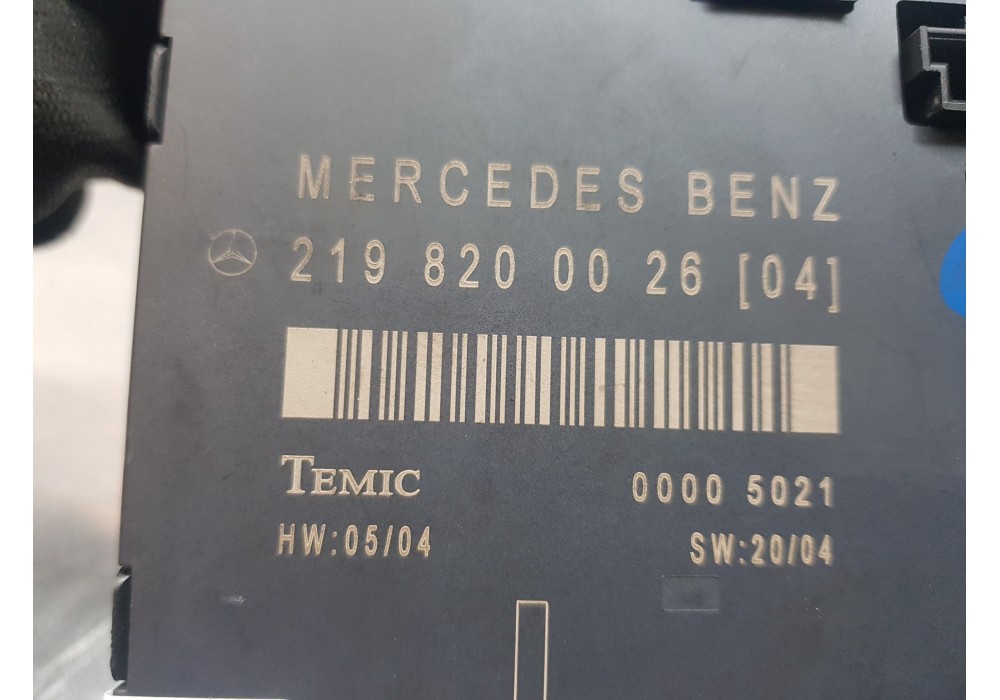 MERCEDES BENZ
219 820 00 26 [04]
TEMIC
0000 5021
HW:05/04
SW:20/04